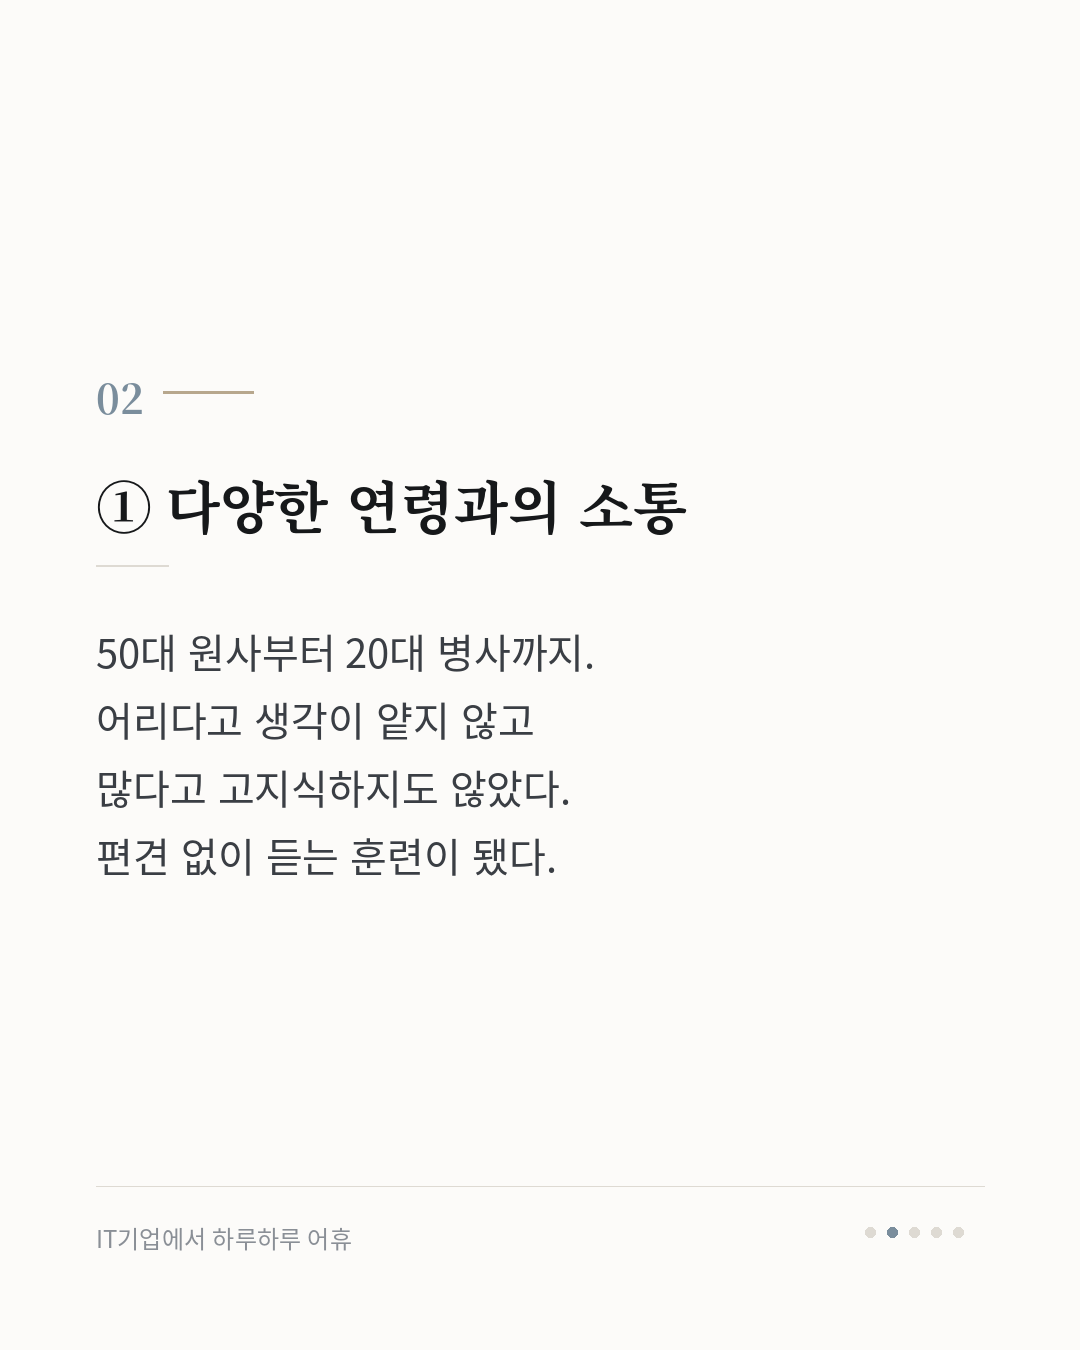 02
① 다양한 연령과의 소통
50대 원사부터 20대 병사까지.
어리다고 생각이 얕지 않고
많다고 고지식하지도 않았다.
편견 없이 듣는 훈련이 됐다.
IT기업에서 하루하루 어휴